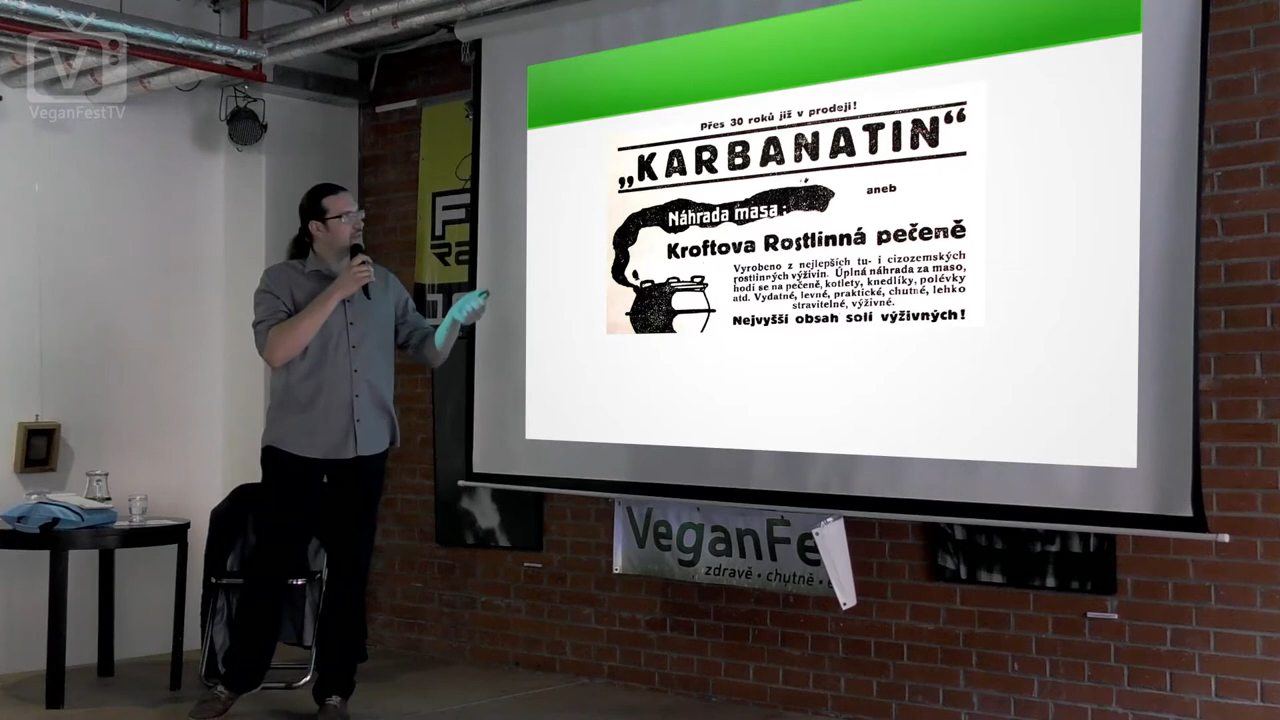 VeganFestTV
Přes 30 roků již v prodeji!
„KARBANATIN“
aneb
Náhrada masa:
Kroftova Rostlinná pečeně
Vyrobeno z nejlepších tu- i cizozemských
rostlinných výživin. Úplná náhrada za maso,
hodí se na pečeně, kotlety, knedlíky, polévky
atd. Vydatné, levné, praktické, chutné, lehko
stravitelné, výživné.
Nejvyšší obsah solí výživných!
VeganFe
zdravě • chutně •